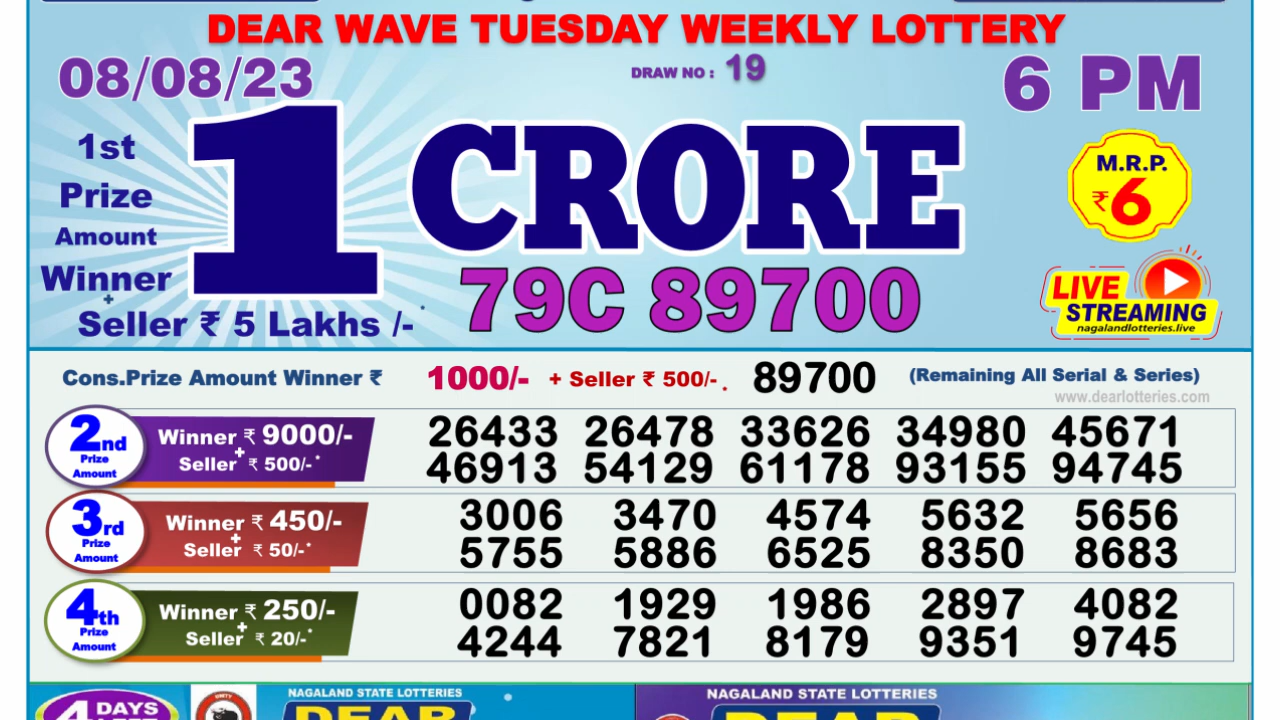 DEAR WAVE TUESDAY WEEKLY LOTTERY
08/08/23
DRAW NO : 19
6 PM
1st
Prize
Amount
Winner
+
Seller ₹ 5 Lakhs /-
1 CRORE
79C 89700
M.R.P.
₹6
LIVE
STREAMING
nagalandlotteries.live
Cons.Prize Amount Winner ₹ 1000/- + Seller ₹ 500/- . 89700 (Remaining All Serial & Series)
www.dearlotteries.com
2nd
Prize
Amount
Winner ₹ 9000/-
+
Seller ₹ 500/-*
26433 26478 33626 34980 45671
46913 54129 61178 93155 94745
3rd
Prize
Amount
Winner ₹ 450/-
+
Seller ₹ 50/-*
3006 3470 4574 5632 5656
5755 5886 6525 8350 8683
4th
Prize
Amount
Winner ₹ 250/-
+
Seller ₹ 20/-*
0082 1929 1986 2897 4082
4244 7821 8179 9351 9745
4 DAYS
UNITY
NAGALAND STATE LOTTERIES
DEAR
NAGALAND STATE LOTTERIES
DEAR